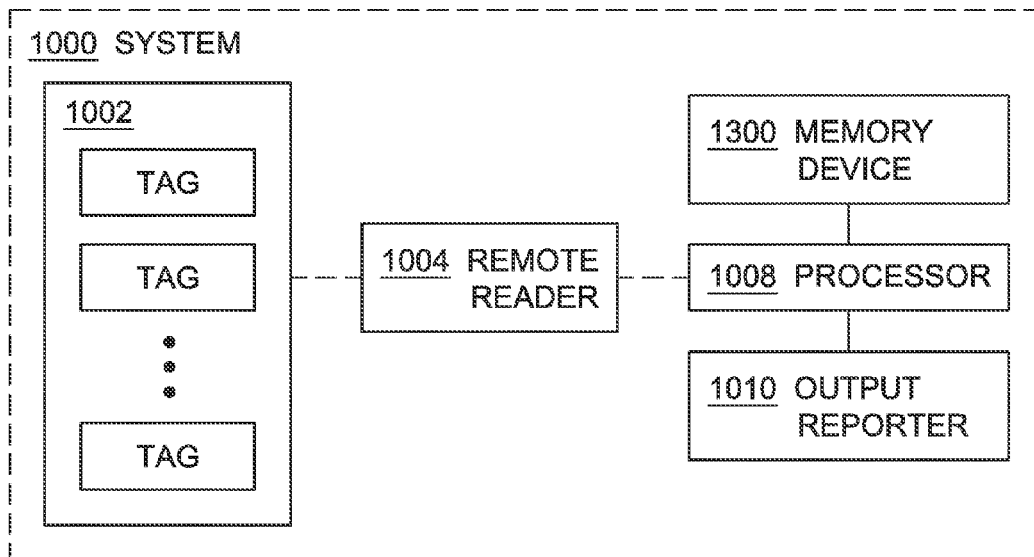 1000 SYSTEM
1002
TAG
TAG
TAG
1004 REMOTE
READER
1300 MEMORY
DEVICE
1008 PROCESSOR
1010 OUTPUT
REPORTER